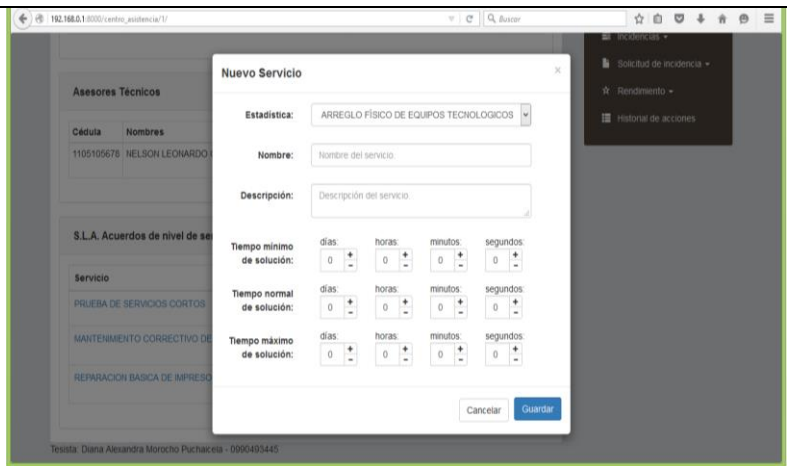 192.168.0.1:8000/centro_asistencia/1/
Buscar
Incidencias
Solicitud de incidencia
Rendimiento
Historial de acciones
Asesores Técnicos
Cédula Nombres
1105105678 NELSON LEONARDO
S.L.A. Acuerdos de nivel de se
Servicio
PRUEBA DE SERVICIOS CORTOS
MANTENIMIENTO CORRECTIVO DE
REPARACION BASICA DE IMPRESO
Nuevo Servicio ×
Estadística: ARREGLO FÍSICO DE EQUIPOS TECNOLOGICOS
Nombre: Nombre del servicio.
Descripción: Descripción del servicio.
días: horas: minutos: segundos:
Tiempo mínimo
de solución: 0 + - 0 + - 0 + - 0 + -
días: horas: minutos: segundos:
Tiempo normal
de solución: 0 + - 0 + - 0 + - 0 + -
días: horas: minutos: segundos:
Tiempo máximo
de solución: 0 + - 0 + - 0 + - 0 + -
Cancelar Guardar
Tesista: Diana Alexandra Morocho Puchaicela - 0990493445